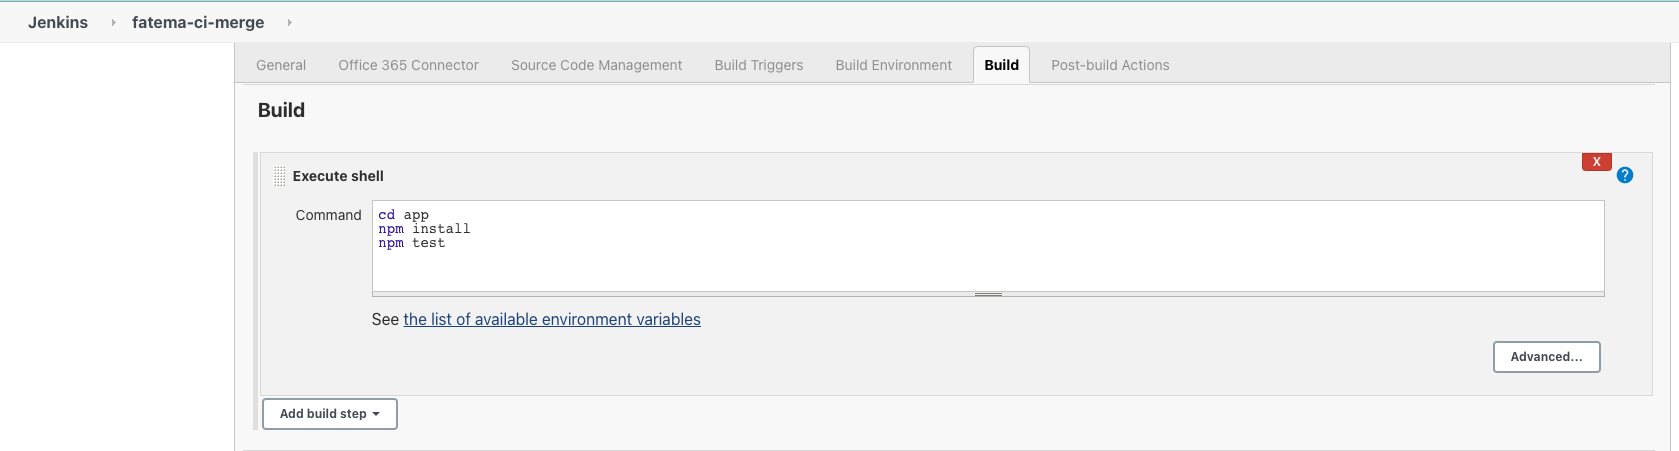 Jenkins fatema-ci-merge
General Office 365 Connector Source Code Management Build Triggers Build Environment Build Post-build Actions
Build
X
Execute shell ?
Command
cd app
npm install
npm test
See the list of available environment variables
Advanced...
Add build step